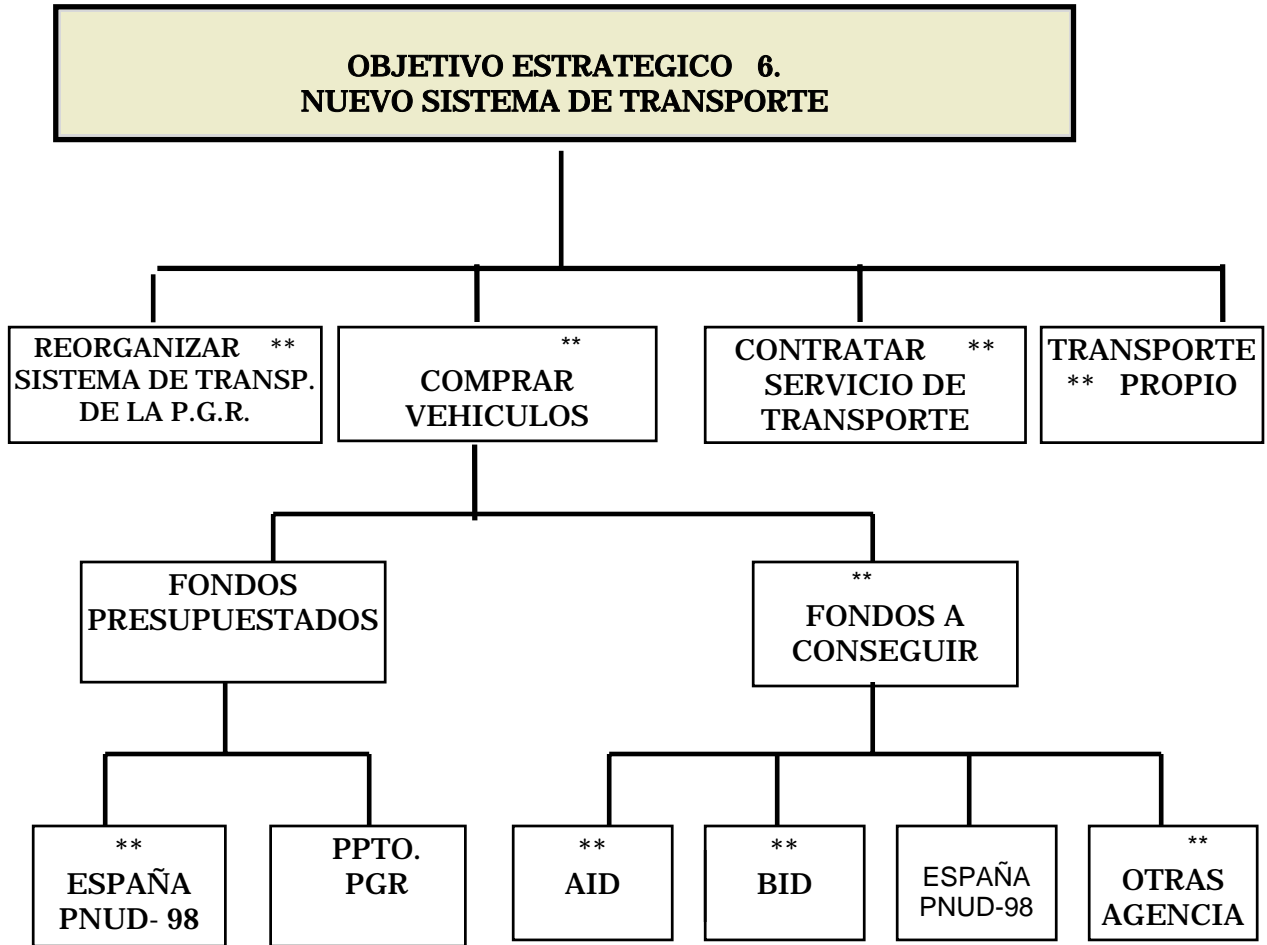 OBJETIVO ESTRATEGICO 6.
NUEVO SISTEMA DE TRANSPORTE
REORGANIZAR **
SISTEMA DE TRANSP.
DE LA P.G.R.
**
COMPRAR
VEHICULOS
CONTRATAR **
SERVICIO DE
TRANSPORTE
TRANSPORTE
** PROPIO
FONDOS
PRESUPUESTADOS
**
FONDOS A
CONSEGUIR
**
ESPAÑA
PNUD- 98
PPTO.
PGR
**
AID
**
BID
ESPAÑA
PNUD-98
**
OTRAS
AGENCIA